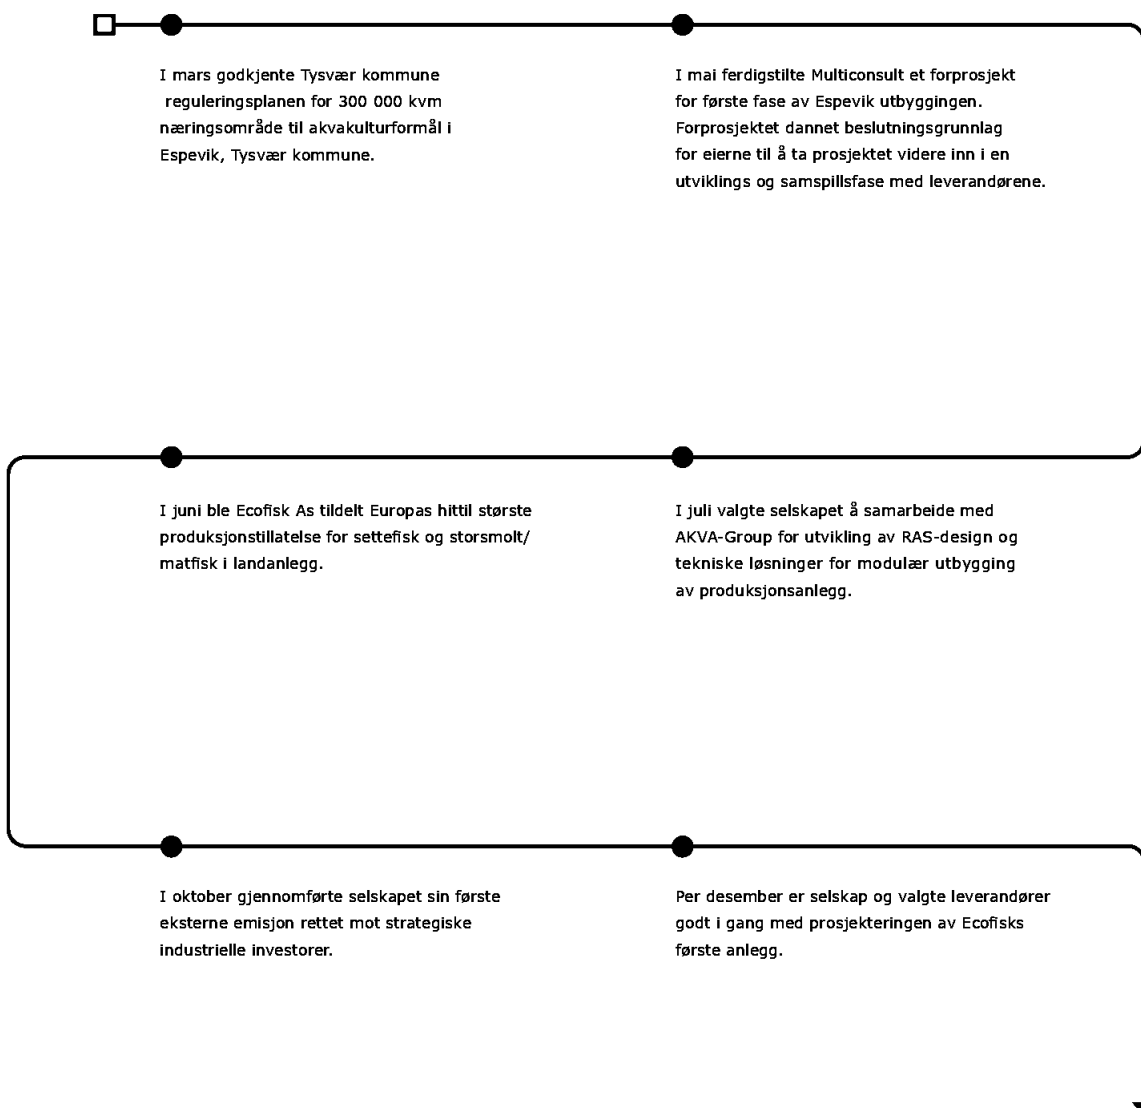 I mars godkjente Tysvær kommune
reguleringsplanen for 300 000 kvm
næringsområde til akvakulturformål i
Espevik, Tysvær kommune.
I mai ferdigstilte Multiconsult et forprosjekt
for første fase av Espevik utbyggingen.
Forprosjektet dannet beslutningsgrunnlag
for eierne til å ta prosjektet videre inn i en
utviklings og samspillsfase med leverandørene.
I juni ble Ecofisk As tildelt Europas hittil største
produksjonstillatelse for settefisk og storsmolt/
matfisk i landanlegg.
I juli valgte selskapet å samarbeide med
AKVA-Group for utvikling av RAS-design og
tekniske løsninger for modulær utbygging
av produksjonsanlegg.
I oktober gjennomførte selskapet sin første
eksterne emisjon rettet mot strategiske
industrielle investorer.
Per desember er selskap og valgte leverandører
godt i gang med prosjekteringen av Ecofisks
første anlegg.